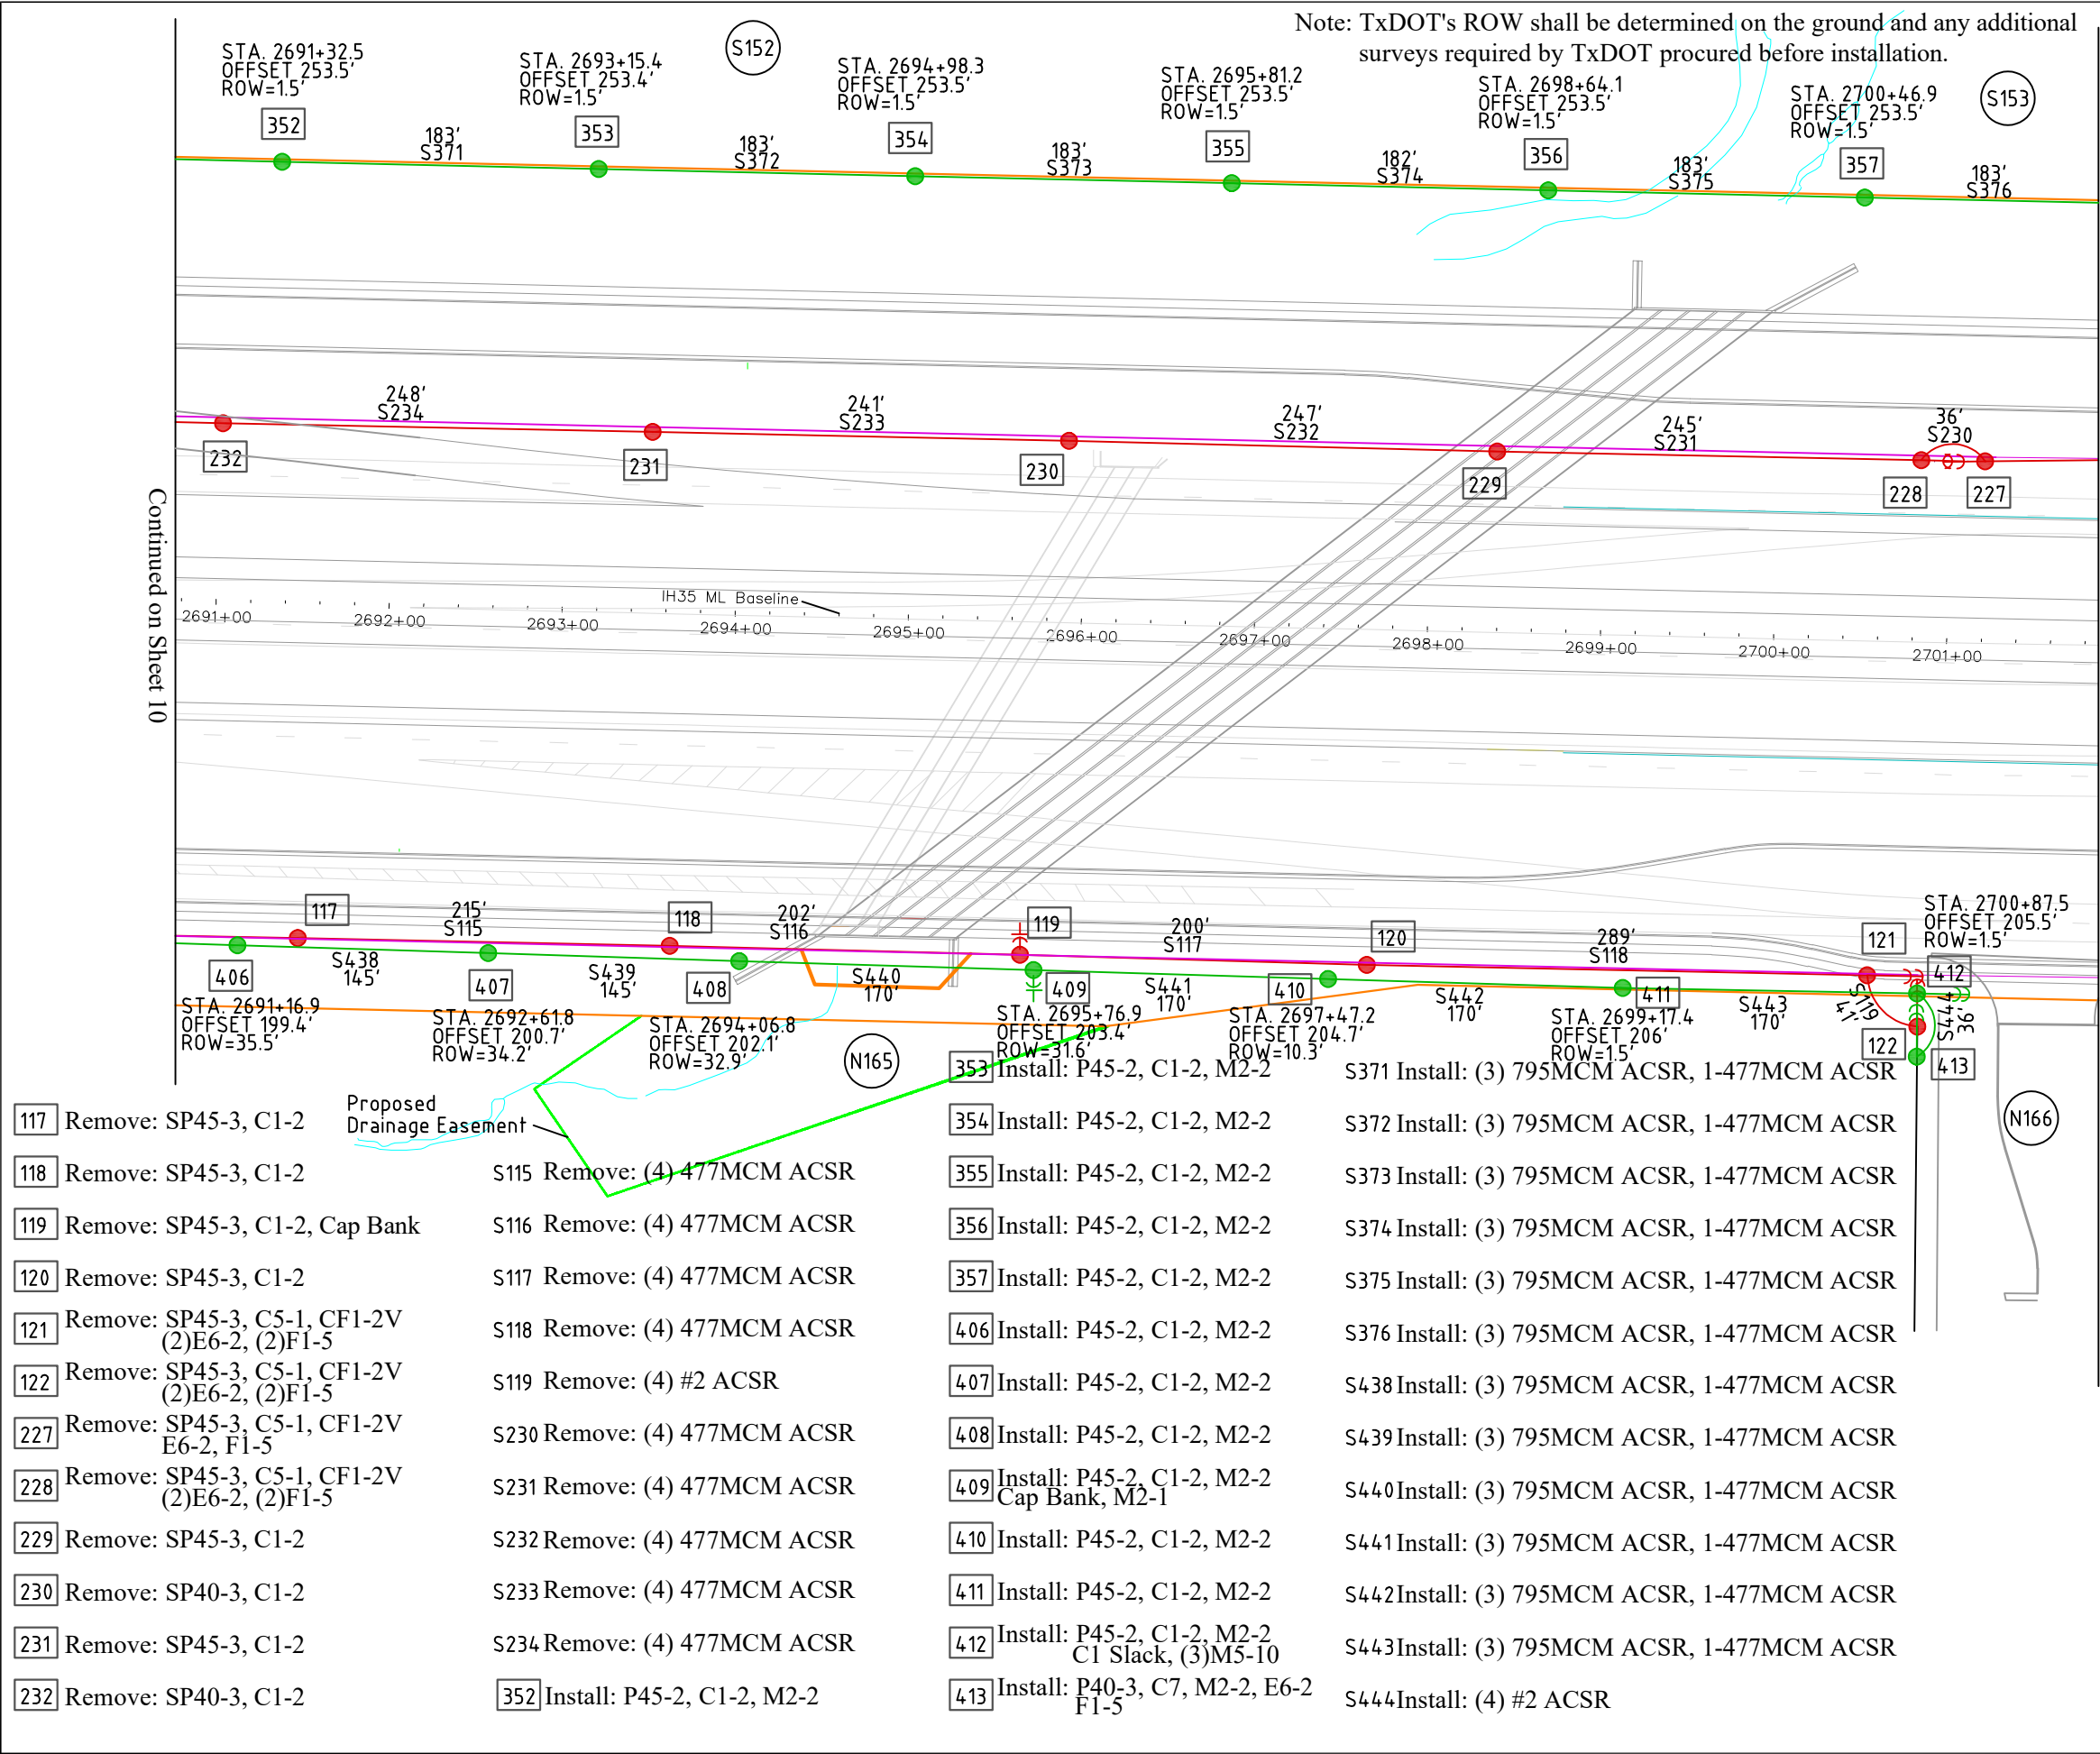 Note: TxDOT's ROW shall be determined on the ground and any additional
surveys required by TxDOT procured before installation.
S152
S153
STA. 2691+32.5
OFFSET 253.5'
ROW=1.5'
352
STA. 2693+15.4
OFFSET 253.4'
ROW=1.5'
353
STA. 2694+98.3
OFFSET 253.5'
ROW=1.5'
354
STA. 2695+81.2
OFFSET 253.5'
ROW=1.5'
355
STA. 2698+64.1
OFFSET 253.5'
ROW=1.5'
356
STA. 2700+46.9
OFFSET 253.5'
ROW=1.5'
357
183'
S371
183'
S372
183'
S373
182'
S374
183'
S375
183'
S376
248'
S234
241'
S233
247'
S232
245'
S231
36'
S230
232
231
230
229
228
227
Continued on Sheet 10
IH35 ML Baseline
2691+00
2692+00
2693+00
2694+00
2695+00
2696+00
2697+00
2698+00
2699+00
2700+00
2701+00
117
215'
S115
118
202'
S116
119
200'
S117
120
289'
S118
121
STA. 2700+87.5
OFFSET 205.5'
ROW=1.5'
412
406
S438
145'
407
S439
145'
408
S440
170'
409
S441
170'
410
S442
170'
411
S443
170'
S119
47'
S444
36'
122
413
STA. 2691+16.9
OFFSET 199.4'
ROW=35.5'
STA. 2692+61.8
OFFSET 200.7'
ROW=34.2'
STA. 2694+06.8
OFFSET 202.1'
ROW=32.9'
STA. 2695+76.9
OFFSET 203.4'
ROW=31.6'
STA. 2697+47.2
OFFSET 204.7'
ROW=10.3'
STA. 2699+17.4
OFFSET 206'
ROW=1.5'
N165
N166
Proposed
Drainage Easement
117 Remove: SP45-3, C1-2
118 Remove: SP45-3, C1-2
119 Remove: SP45-3, C1-2, Cap Bank
120 Remove: SP45-3, C1-2
121 Remove: SP45-3, C5-1, CF1-2V
(2)E6-2, (2)F1-5
122 Remove: SP45-3, C5-1, CF1-2V
(2)E6-2, (2)F1-5
227 Remove: SP45-3, C5-1, CF1-2V
E6-2, F1-5
228 Remove: SP45-3, C5-1, CF1-2V
(2)E6-2, (2)F1-5
229 Remove: SP45-3, C1-2
230 Remove: SP40-3, C1-2
231 Remove: SP45-3, C1-2
232 Remove: SP40-3, C1-2
S115 Remove: (4) 477MCM ACSR
S116 Remove: (4) 477MCM ACSR
S117 Remove: (4) 477MCM ACSR
S118 Remove: (4) 477MCM ACSR
S119 Remove: (4) #2 ACSR
S230 Remove: (4) 477MCM ACSR
S231 Remove: (4) 477MCM ACSR
S232 Remove: (4) 477MCM ACSR
S233 Remove: (4) 477MCM ACSR
S234 Remove: (4) 477MCM ACSR
352 Install: P45-2, C1-2, M2-2
353 Install: P45-2, C1-2, M2-2
354 Install: P45-2, C1-2, M2-2
355 Install: P45-2, C1-2, M2-2
356 Install: P45-2, C1-2, M2-2
357 Install: P45-2, C1-2, M2-2
406 Install: P45-2, C1-2, M2-2
407 Install: P45-2, C1-2, M2-2
408 Install: P45-2, C1-2, M2-2
409 Install: P45-2, C1-2, M2-2
Cap Bank, M2-1
410 Install: P45-2, C1-2, M2-2
411 Install: P45-2, C1-2, M2-2
412 Install: P45-2, C1-2, M2-2
C1 Slack, (3)M5-10
413 Install: P40-3, C7, M2-2, E6-2
F1-5
S371 Install: (3) 795MCM ACSR, 1-477MCM ACSR
S372 Install: (3) 795MCM ACSR, 1-477MCM ACSR
S373 Install: (3) 795MCM ACSR, 1-477MCM ACSR
S374 Install: (3) 795MCM ACSR, 1-477MCM ACSR
S375 Install: (3) 795MCM ACSR, 1-477MCM ACSR
S376 Install: (3) 795MCM ACSR, 1-477MCM ACSR
S438 Install: (3) 795MCM ACSR, 1-477MCM ACSR
S439 Install: (3) 795MCM ACSR, 1-477MCM ACSR
S440 Install: (3) 795MCM ACSR, 1-477MCM ACSR
S441 Install: (3) 795MCM ACSR, 1-477MCM ACSR
S442 Install: (3) 795MCM ACSR, 1-477MCM ACSR
S443 Install: (3) 795MCM ACSR, 1-477MCM ACSR
S444 Install: (4) #2 ACSR